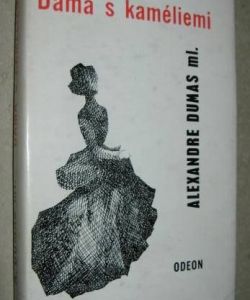 Dáma s kaméliemi
ALEXANDRE DUMAS ml.
ODEON